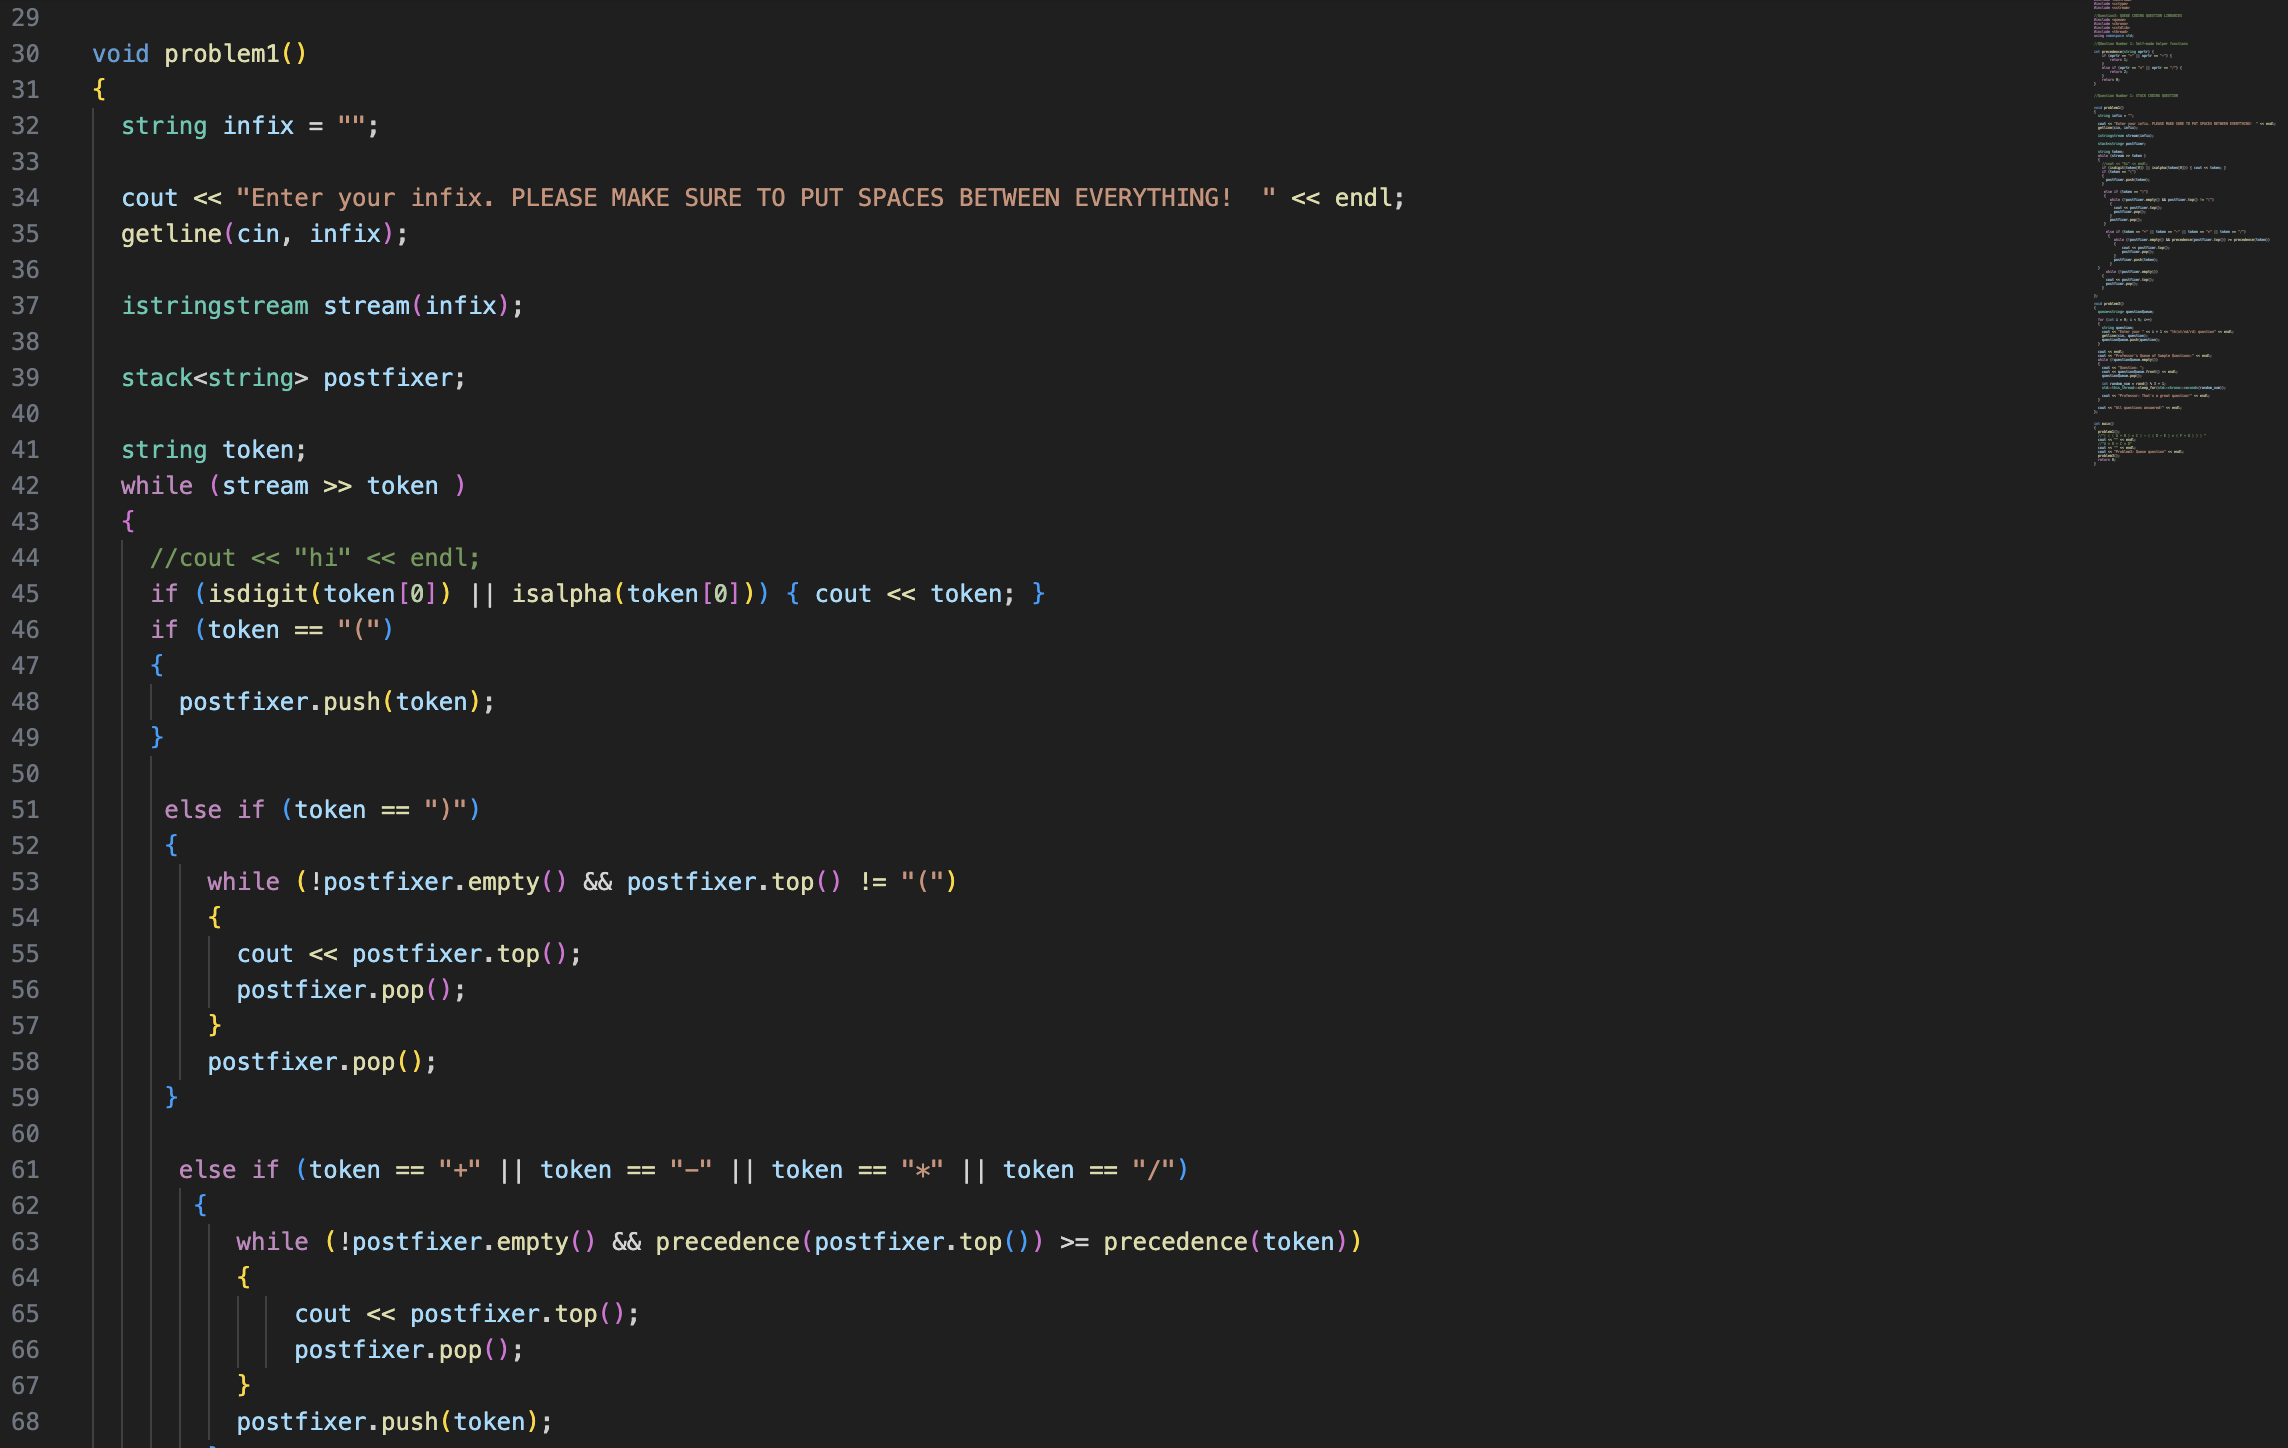 29
30 void problem1()
31 {
32 string infix = "";
33
34 cout << "Enter your infix. PLEASE MAKE SURE TO PUT SPACES BETWEEN EVERYTHING!  " << endl;
35 getline(cin, infix);
36
37 istringstream stream(infix);
38
39 stack<string> postfixer;
40
41 string token;
42 while (stream >> token )
43 {
44 //cout << "hi" << endl;
45 if (isdigit(token[0]) || isalpha(token[0])) { cout << token; }
46 if (token == "(")
47 {
48 postfixer.push(token);
49 }
50
51 else if (token == ")")
52 {
53 while (!postfixer.empty() && postfixer.top() != "(")
54 {
55 cout << postfixer.top();
56 postfixer.pop();
57 }
58 postfixer.pop();
59 }
60
61 else if (token == "+" || token == "-" || token == "*" || token == "/")
62 {
63 while (!postfixer.empty() && precedence(postfixer.top()) >= precedence(token))
64 {
65 cout << postfixer.top();
66 postfixer.pop();
67 }
68 postfixer.push(token);